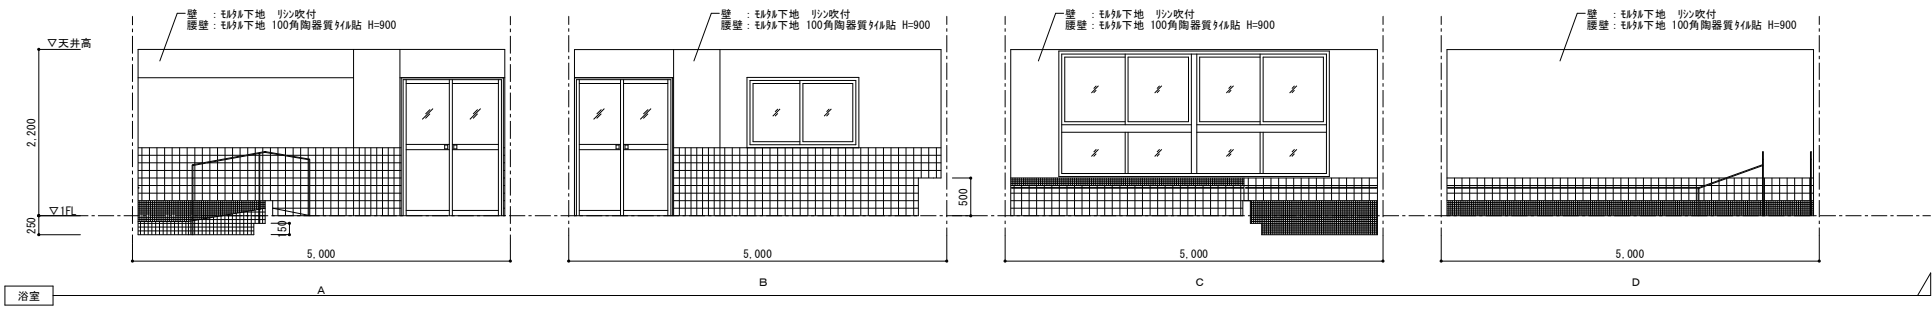 壁　：ﾓﾙﾀﾙ下地　ﾘｼﾝ吹付
腰壁：ﾓﾙﾀﾙ下地 100角陶器質ﾀｲﾙ貼 H=900
壁　：ﾓﾙﾀﾙ下地　ﾘｼﾝ吹付
腰壁：ﾓﾙﾀﾙ下地 100角陶器質ﾀｲﾙ貼 H=900
壁　：ﾓﾙﾀﾙ下地　ﾘｼﾝ吹付
腰壁：ﾓﾙﾀﾙ下地 100角陶器質ﾀｲﾙ貼 H=900
壁　：ﾓﾙﾀﾙ下地　ﾘｼﾝ吹付
腰壁：ﾓﾙﾀﾙ下地 100角陶器質ﾀｲﾙ貼 H=900
▽天井高
2,200
▽1FL
250
150
500
5,000
5,000
5,000
5,000
A
B
C
D
浴室